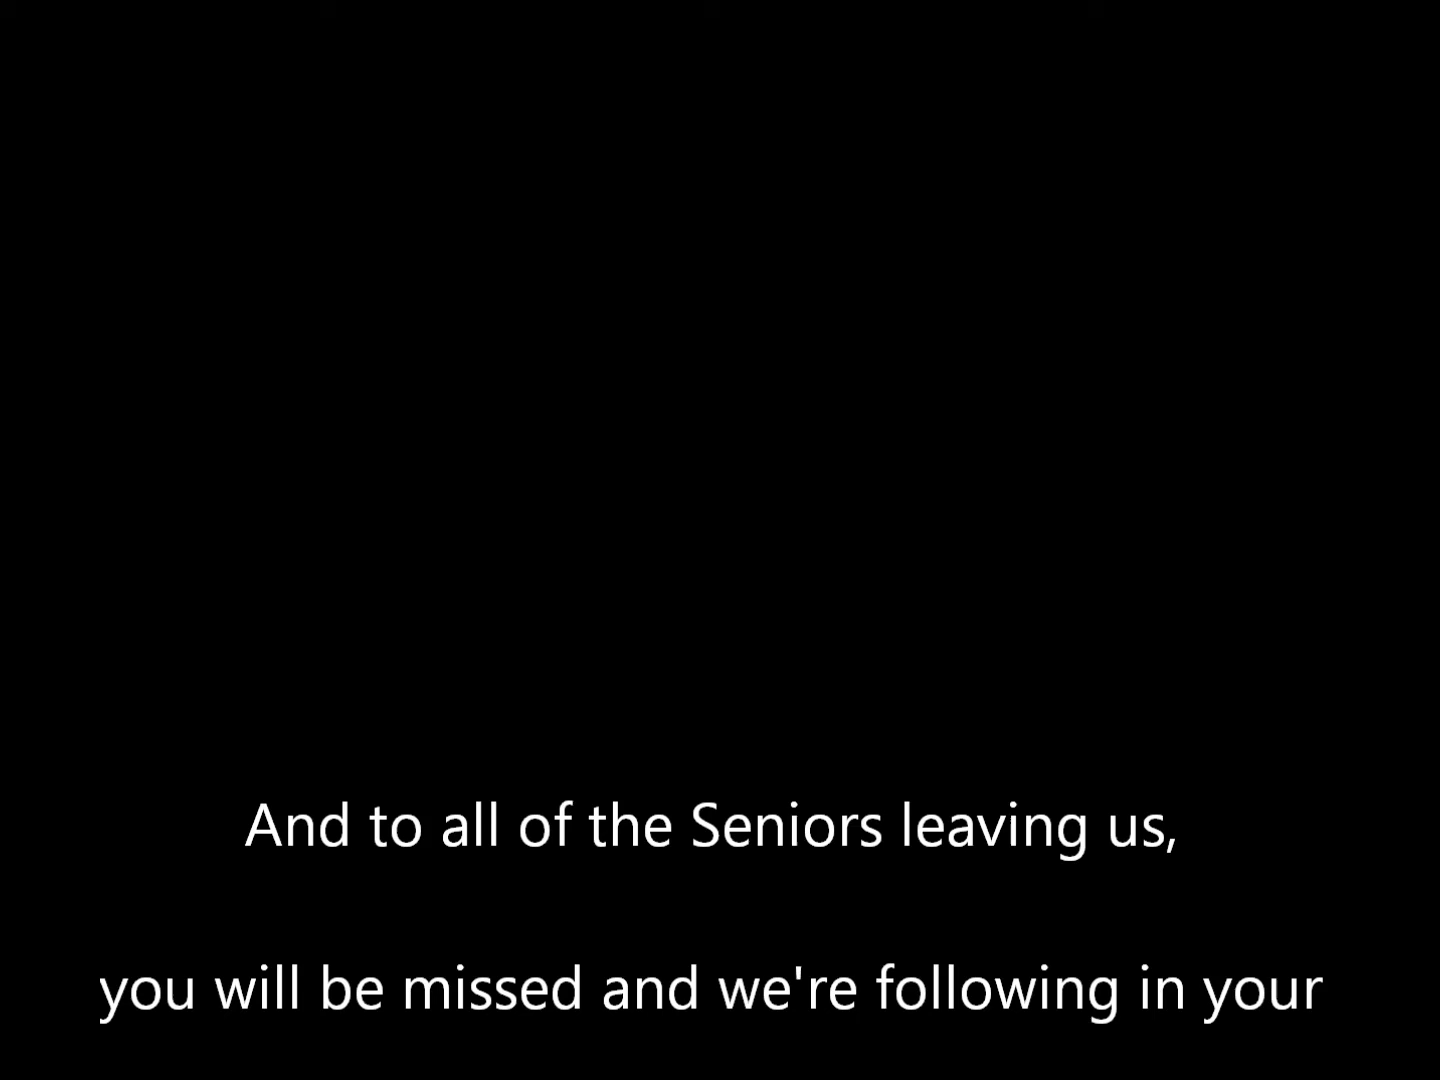 And to all of the Seniors leaving us,
you will be missed and we're following in your